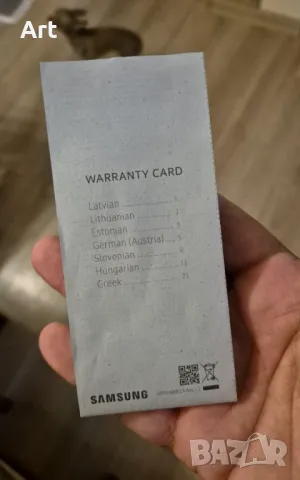 Art
WARRANTY CARD
Latvian
Lithuanian
Estonian
German (Austria)
Slovenian
Hungarian
Greek
SAMSUNG
bazar